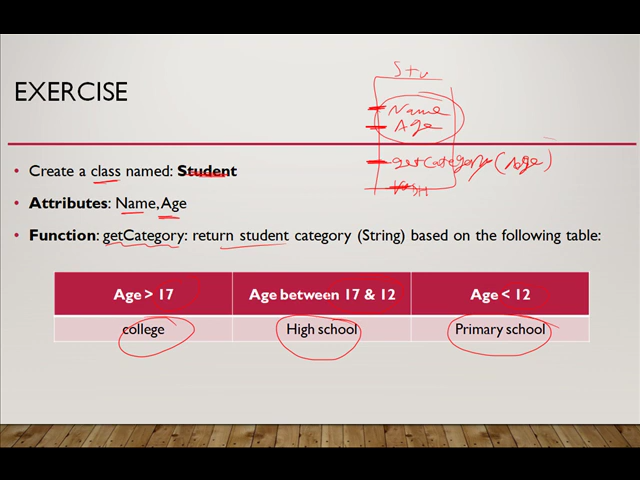 Stu
EXERCISE
Name
Age
• Create a class named: Student
getCategory (Age)
• Attributes: Name, Age
• Function: getCategory: return student category (String) based on the following table:
Age > 17 Age between 17 & 12 Age < 12
college High school Primary school